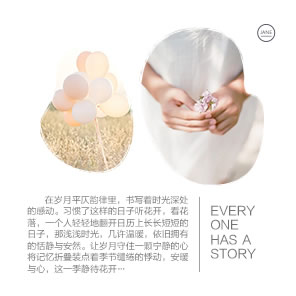 JANE
在岁月平仄韵律里，书写看时光深处
的感动。习惯了这样的日子听花开，看花
落，一个人轻轻地翻开日历上长长短短的
日子，那浅浅时光，几许温暖，依旧拥有
的恬静与安然。让岁月守住一颗宁静的心
将记忆折叠装点看季节缱绻的悸动，安暖
与心，这一季静待花开…
EVERY
ONE
HAS A
STORY